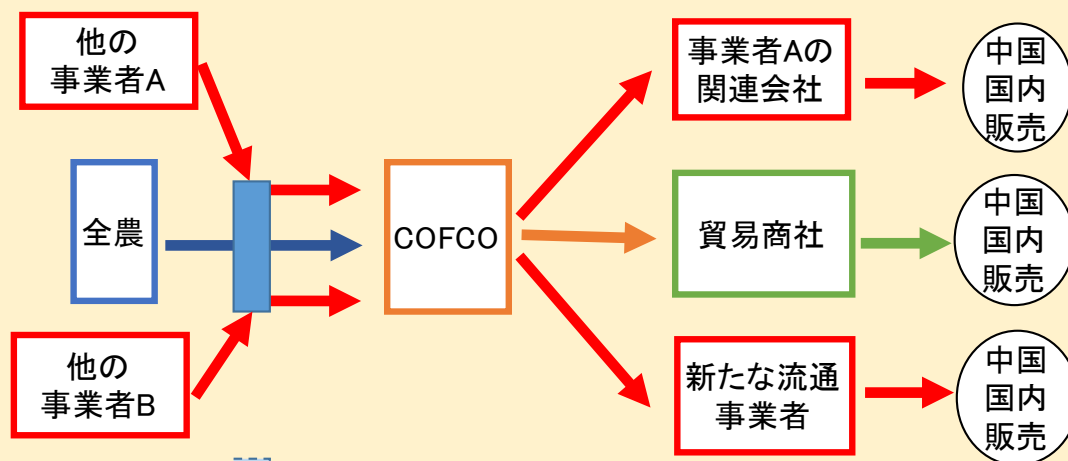 他の
事業者A
事業者Aの
関連会社
中国
国内
販売
全農
COFCO
貿易商社
中国
国内
販売
他の
事業者B
新たな流通
事業者
中国
国内
販売